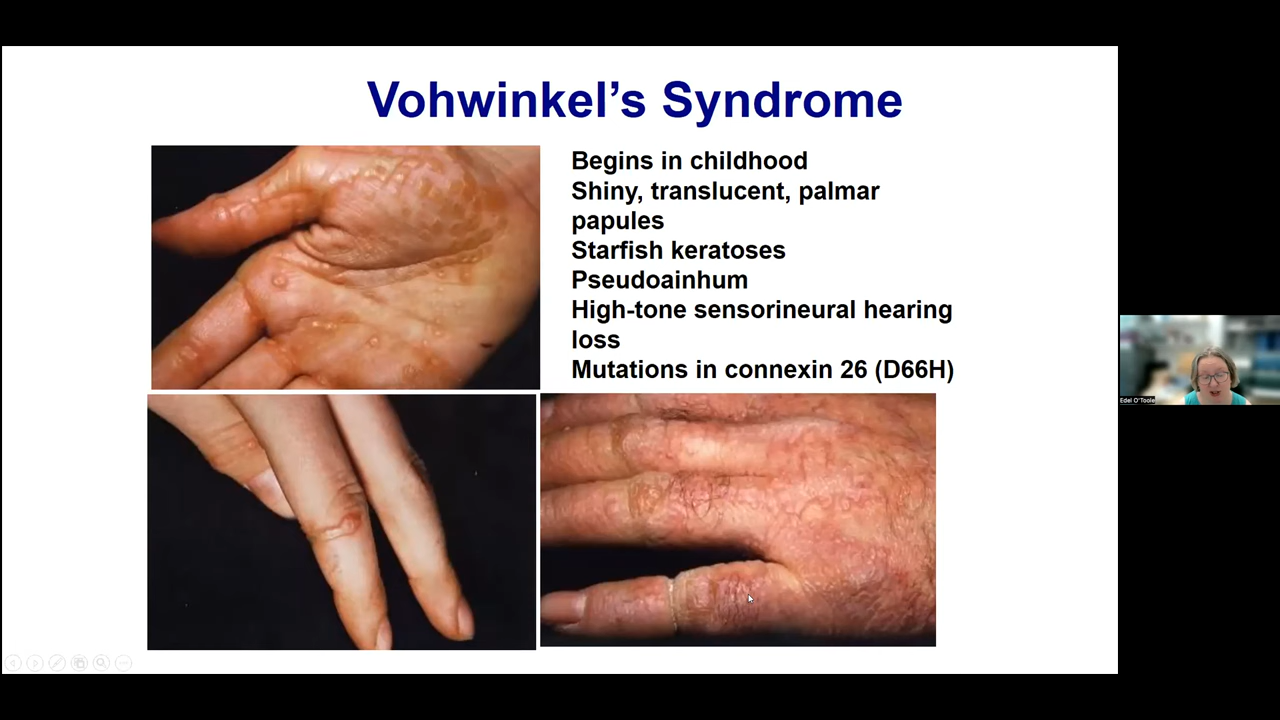 Vohwinkel’s Syndrome
Begins in childhood
Shiny, translucent, palmar
papules
Starfish keratoses
Pseudoainhum
High-tone sensorineural hearing
loss
Mutations in connexin 26 (D66H)
Edel O'Toole